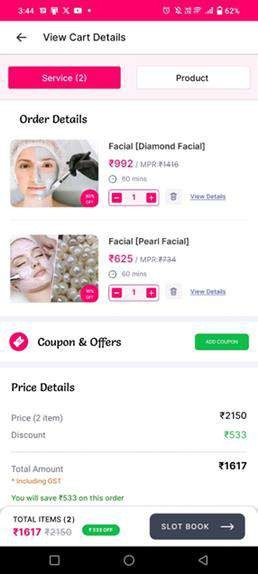 3:44
62%
View Cart Details
Service (2)
Product
Order Details
Facial [Diamond Facial]
₹992 / MPR:₹1416
60 mins
1
View Details
OFF
Facial [Pearl Facial]
₹625 / MPR:₹734
60 mins
1
View Details
OFF
Coupon & Offers
ADD COUPON
Price Details
Price (2 item)
₹2150
Discount
₹533
Total Amount
₹1617
* Including GST
You will save ₹533 on this order
TOTAL ITEMS (2)
₹1617 ₹2150
₹ 533 OFF
SLOT BOOK